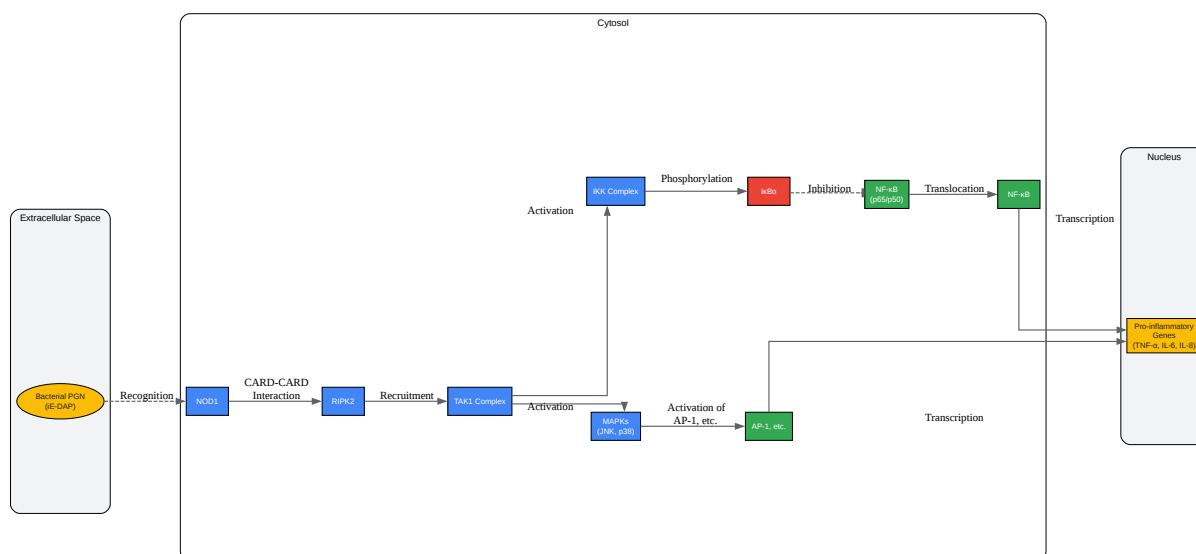 Cytosol
Nucleus
Extracellular Space
Phosphorylation
Inhibition
Translocation
Activation
IKK Complex
IκBα
NF-κB
(p65/p50)
NF-κB
Transcription
Pro-inflammatory
Genes
(TNF-α, IL-6, IL-8)
Bacterial PGN
(iE-DAP)
Recognition
NOD1
CARD-CARD
Interaction
RIPK2
Recruitment
TAK1 Complex
Activation
MAPKs
(JNK, p38)
Activation of
AP-1, etc.
AP-1, etc.
Transcription